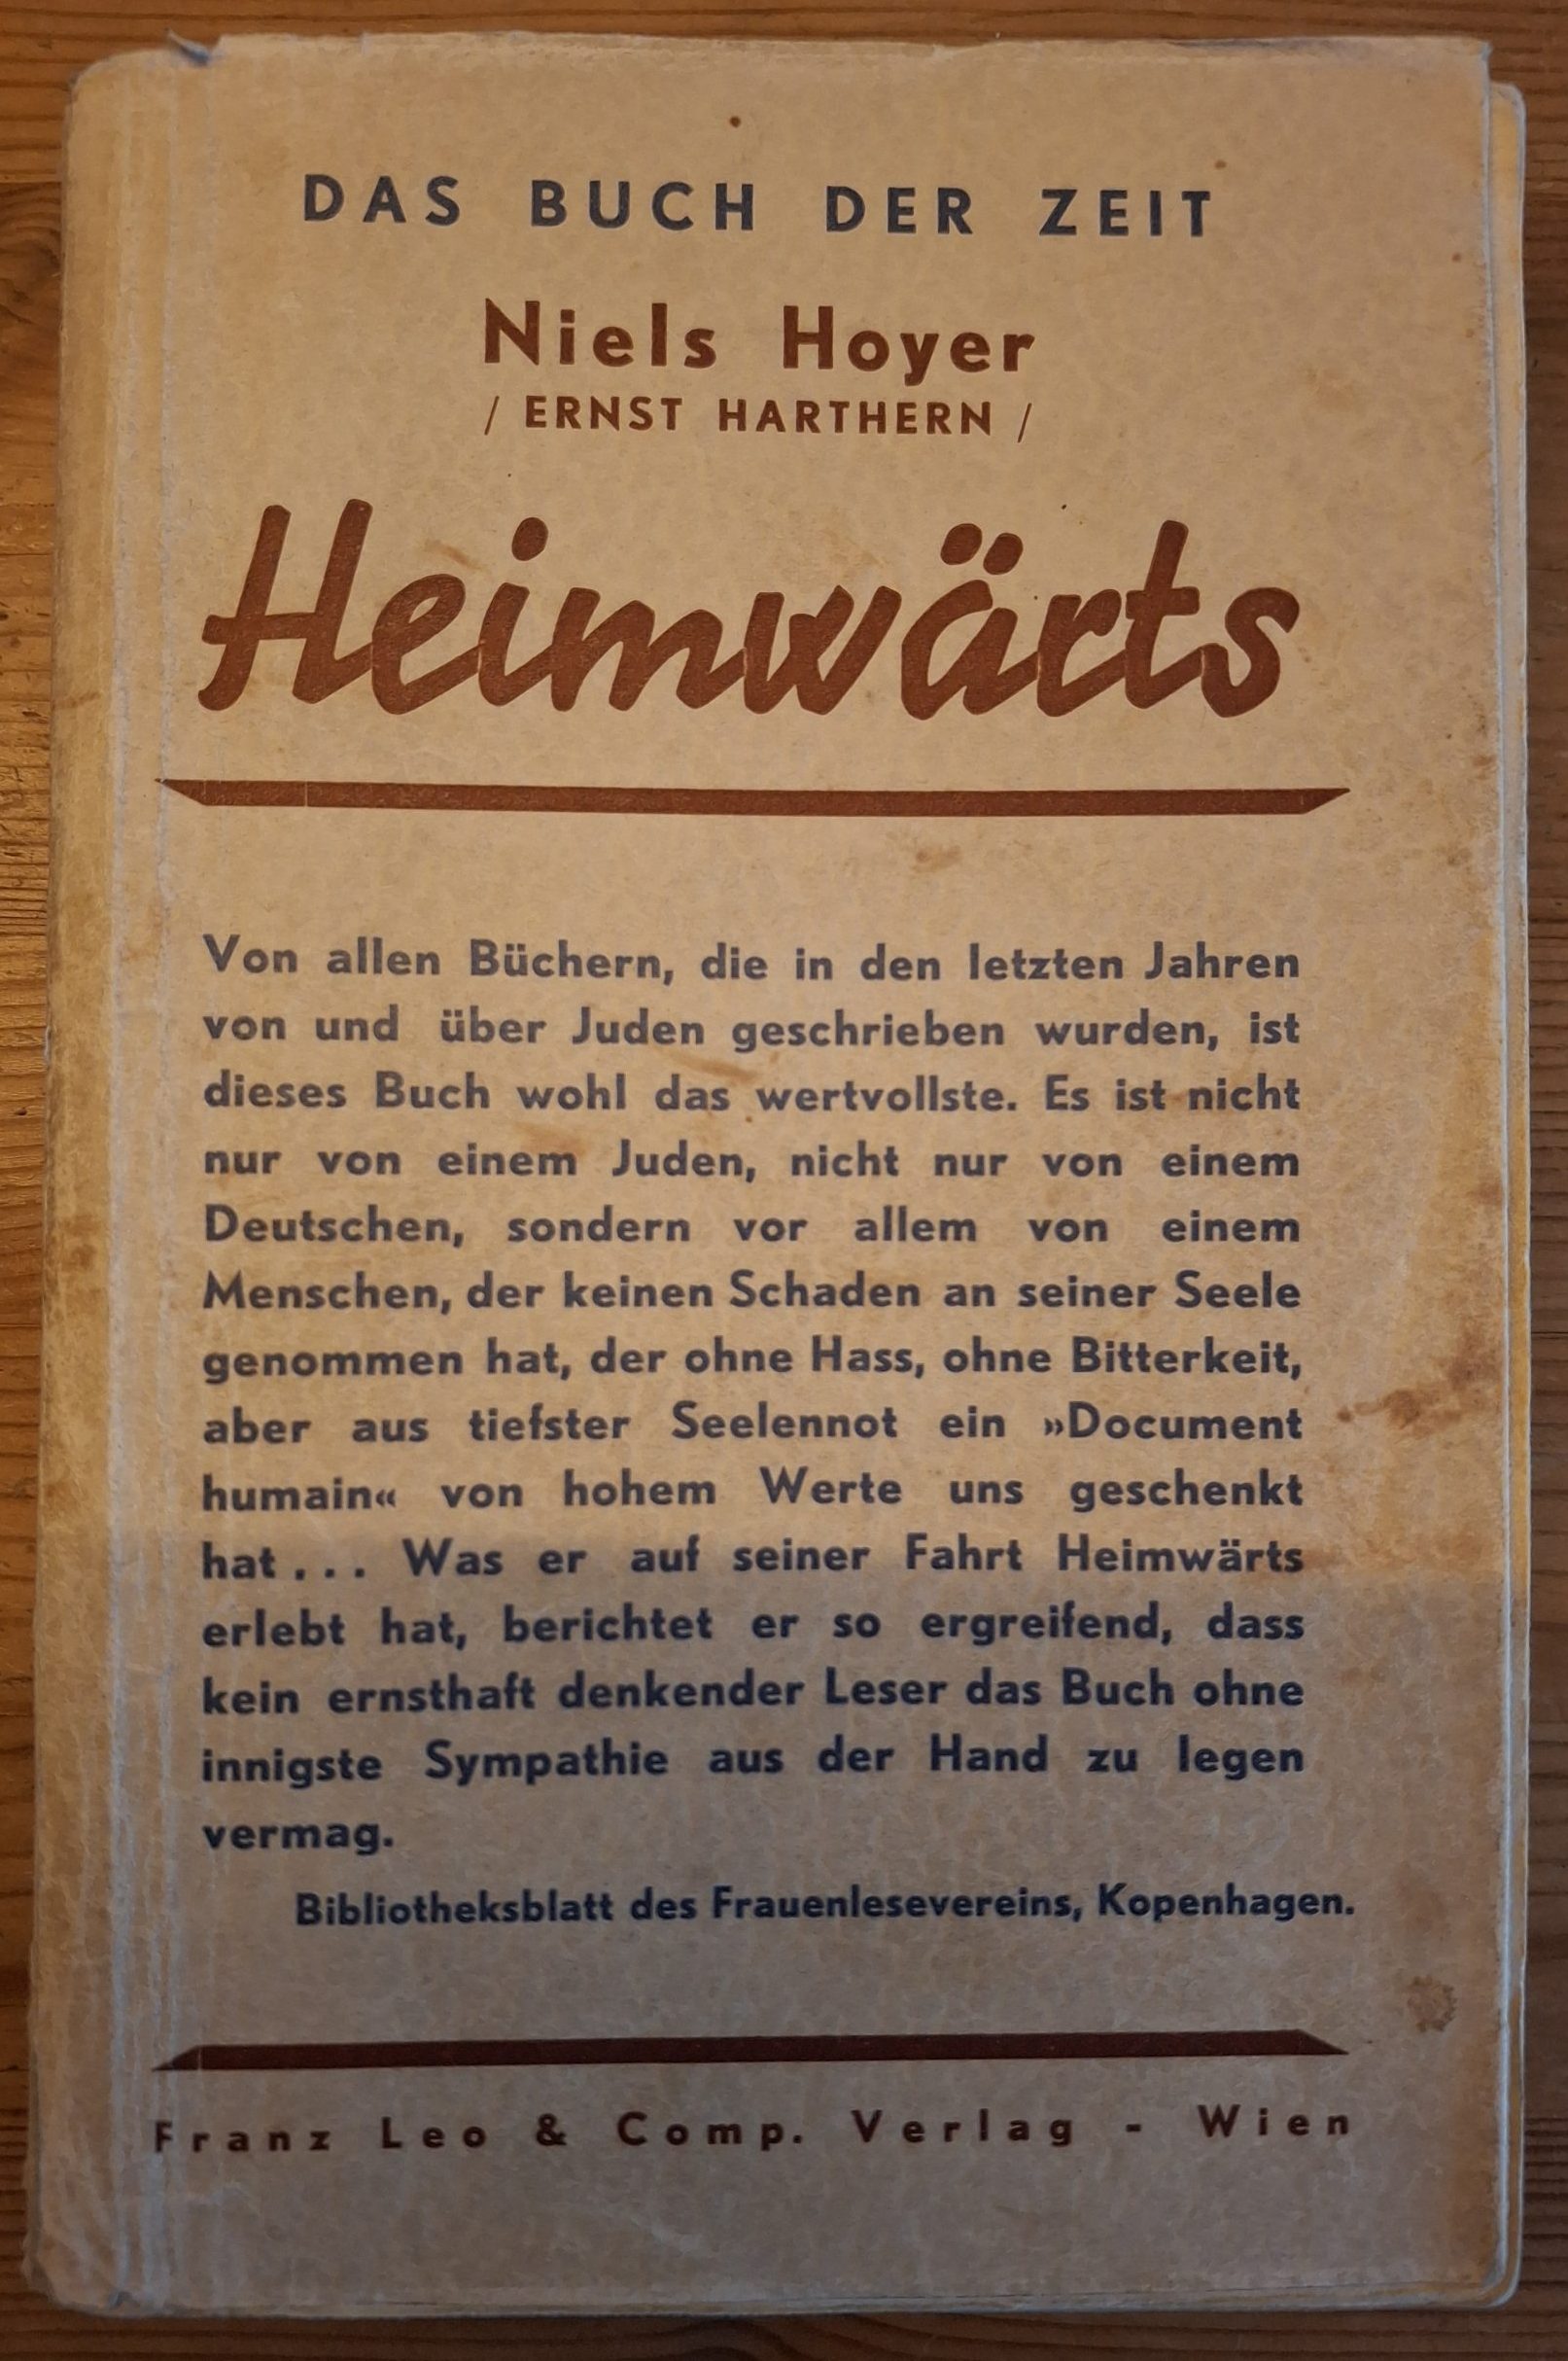 DAS BUCH DER ZEIT
Niels Hoyer
/ ERNST HARTHERN /
Heimwärts
Von allen Büchern, die in den letzten Jahren
von und über Juden geschrieben wurden, ist
dieses Buch wohl das wertvollste. Es ist nicht
nur von einem Juden, nicht nur von einem
Deutschen, sondern vor allem von einem
Menschen, der keinen Schaden an seiner Seele
genommen hat, der ohne Hass, ohne Bitterkeit,
aber aus tiefster Seelennot ein »Document
humain« von hohem Werte uns geschenkt
hat... Was er auf seiner Fahrt Heimwärts
erlebt hat, berichtet er so ergreifend, dass
kein ernsthaft denkender Leser das Buch ohne
innigste Sympathie aus der Hand zu legen
vermag.
Bibliotheksblatt des Frauenlesevereins, Kopenhagen.
Franz Leo & Comp. Verlag - Wien